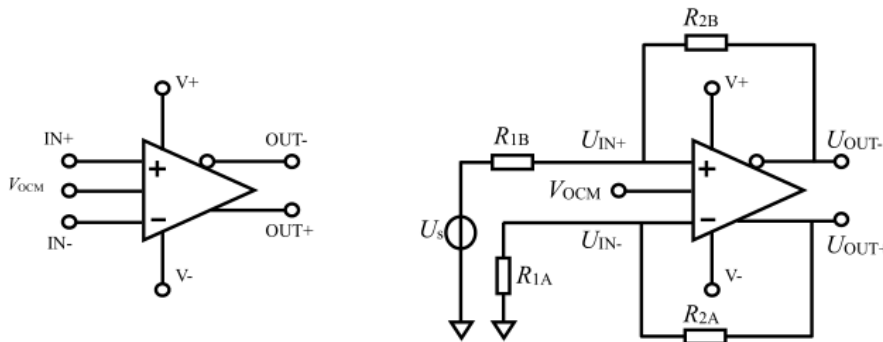 V+
IN+
OUT-
VOCM
IN-
OUT+
V-
R2B
V+
R1B
UIN+
UOUT-
VOCM
Us
UIN-
UOUT+
R1A
V-
R2A